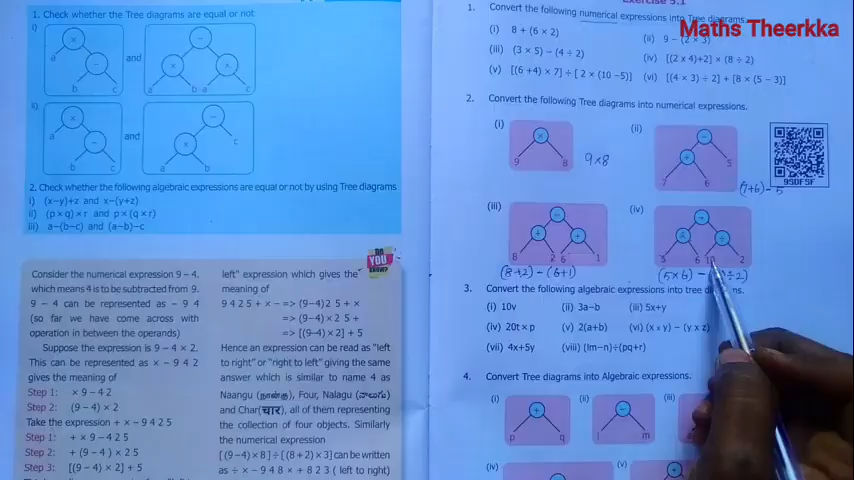 1. Check whether the Tree diagrams are equal or not
i)
×
a
−
b
c
and
−
×
×
a
b
a
c
ii)
×
a
−
b
c
and
−
×
c
a
b
2. Check whether the following algebraic expressions are equal or not by using Tree diagrams
i) (x−y)+z and x−(y+z)
ii) (p×q)×r and p×(q×r)
iii) a−(b−c) and (a−b)−c
DO YOU KNOW?
Consider the numerical expression 9 – 4,
which means 4 is to be subtracted from 9.
9 – 4 can be represented as – 9 4
(so far we have come across with
operation in between the operands)
Suppose the expression is 9 – 4 × 2.
This can be represented as × – 9 4 2
gives the meaning of
Step 1: × 9 – 4 2
Step 2: (9 – 4) × 2
Take the expression + × – 9 4 2 5
Step 1: + × 9 – 4 2 5
Step 2: + (9 – 4) × 2 5
Step 3: [(9 – 4) × 2] + 5
left" expression which gives the
meaning of
9 4 2 5 + × – => (9–4) 2 5 + ×
=> (9–4) × 2 5 +
=> [(9–4) × 2] + 5
Hence an expression can be read as "left
to right" or "right to left" giving the same
answer which is similar to name 4 as
Naangu (நான்கு), Four, Nalagu (నాలుగు)
and Char(चार), all of them representing
the collection of four objects. Similarly
the numerical expression
[(9–4) × 8] ÷ [(8 + 2) × 3] can be written
as ÷ × – 9 4 8 × + 8 2 3 ( left to right)
Exercise 5.1
Maths Theerkka
1. Convert the following numerical expressions into Tree diagrams.
(i) 8 + (6 × 2) (ii) 9 − (2 × 3)
(iii) (3 × 5) − (4 ÷ 2) (iv) [(2 × 4)+2] × (8 ÷ 2)
(v) [(6 +4) × 7] ÷ [ 2 × (10 −5)] (vi) [(4 × 3) ÷ 2] + [8 × (5 − 3)]
2. Convert the following Tree diagrams into numerical expressions.
(i)
×
9
8
9×8
(ii)
−
+
5
7
6
(7+6) − 5
9SDFSF
(iii)
−
+
+
8
2
6
1
(8+2) − (6+1)
(iv)
−
×
÷
5
6
10
2
(5×6) − ÷2)
3. Convert the following algebraic expressions into tree diagrams.
(i) 10v (ii) 3a−b (iii) 5x+y
(iv) 20t × p (v) 2(a+b) (vi) (x × y) − (y × z)
(vii) 4x+5y (viii) (lm−n)÷(pq+r)
4. Convert Tree diagrams into Algebraic expressions.
(i)
+
p
q
(ii)
−
l
m
(iii)
(iv)
(v)
+